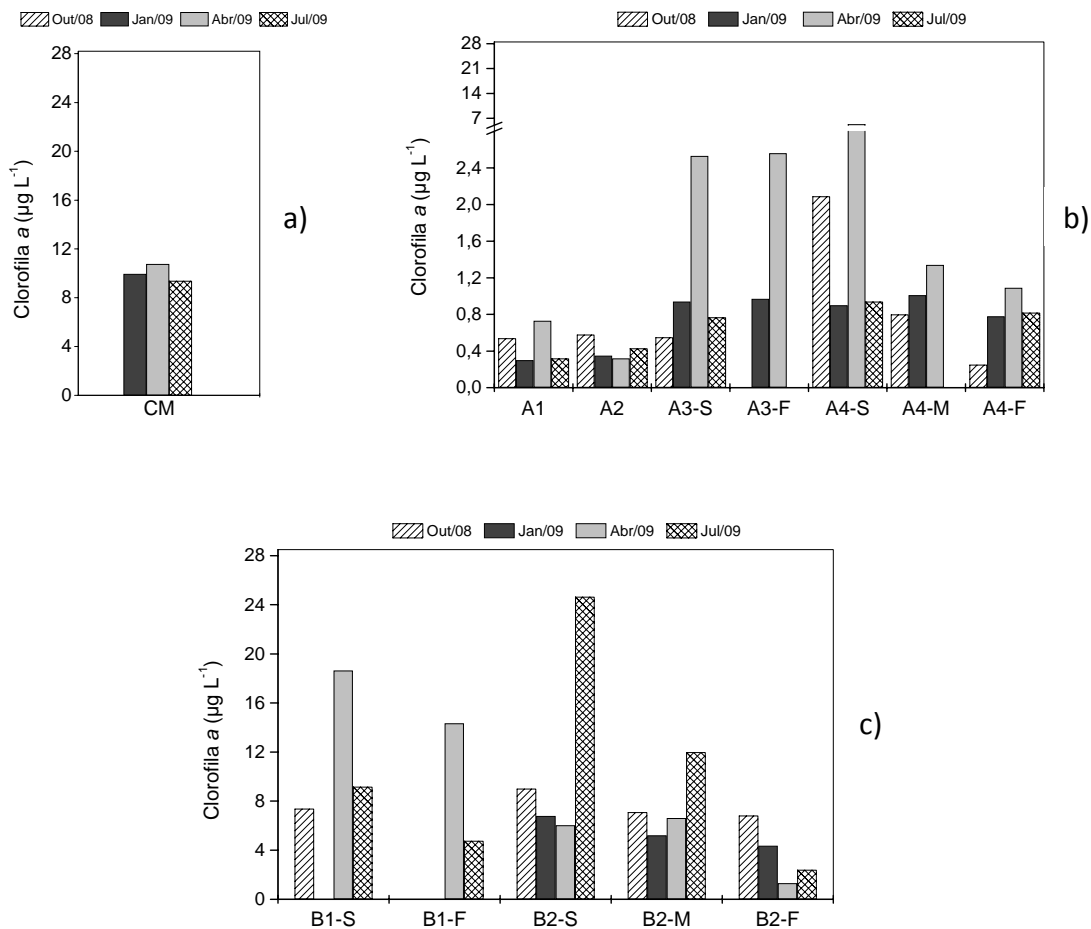 Out/08 Jan/09 Abr/09 Jul/09
28
24
20
16
12
8
4
0
Clorofila a (µg L⁻¹)
CM
a)
Out/08 Jan/09 Abr/09 Jul/09
28
21
14
7
2,4
2,0
1,6
1,2
0,8
0,4
0,0
Clorofila a (µg L⁻¹)
A1 A2 A3-S A3-F A4-S A4-M A4-F
b)
Out/08 Jan/09 Abr/09 Jul/09
28
24
20
16
12
8
4
0
Clorofila a (µg L⁻¹)
B1-S B1-F B2-S B2-M B2-F
c)